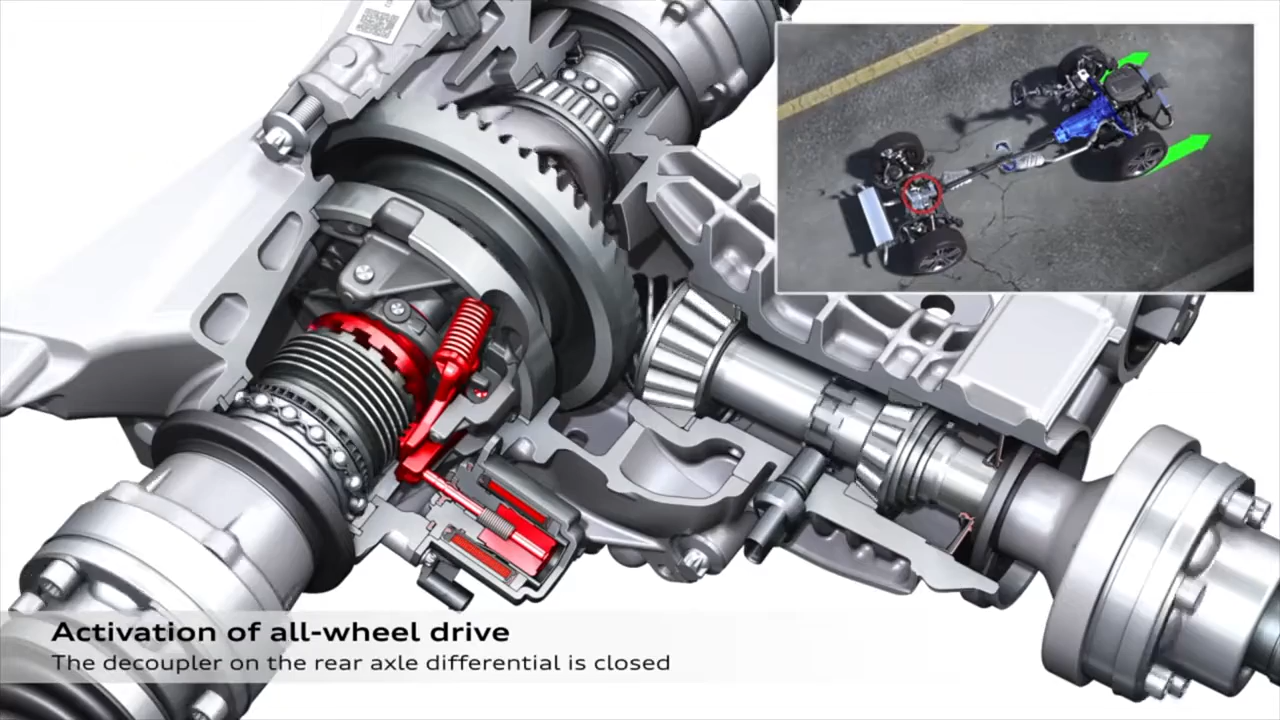 Activation of all-wheel drive
The decoupler on the rear axle differential is closed